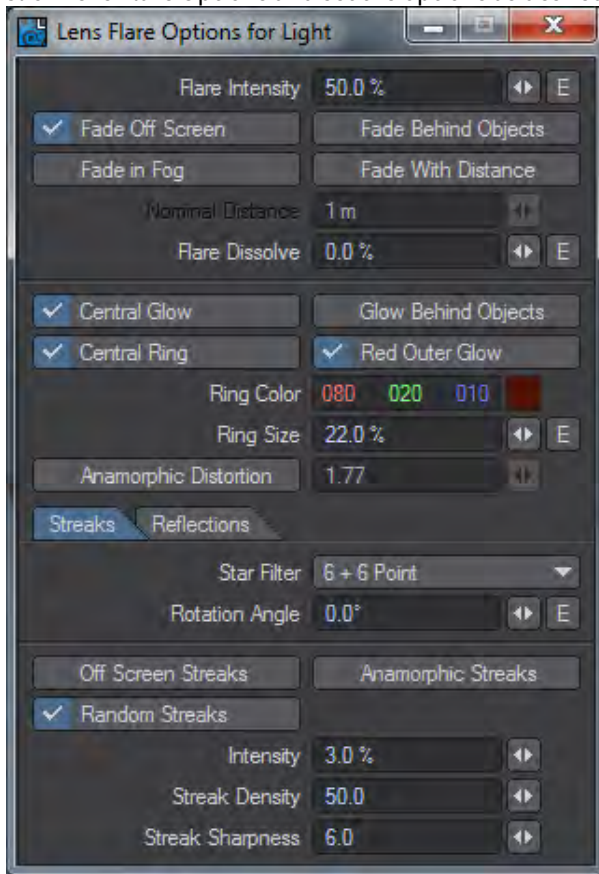 Lens Flare Options for Light
Flare Intensity 50.0 % E
Fade Off Screen Fade Behind Objects
Fade in Fog Fade With Distance
Nominal Distance 1 m
Flare Dissolve 0.0 % E
Central Glow Glow Behind Objects
Central Ring Red Outer Glow
Ring Color 080 020 010
Ring Size 22.0 % E
Anamorphic Distortion 1.77
Streaks Reflections
Star Filter 6 + 6 Point
Rotation Angle 0.0° E
Off Screen Streaks Anamorphic Streaks
Random Streaks
Intensity 3.0 %
Streak Density 50.0
Streak Sharpness 6.0